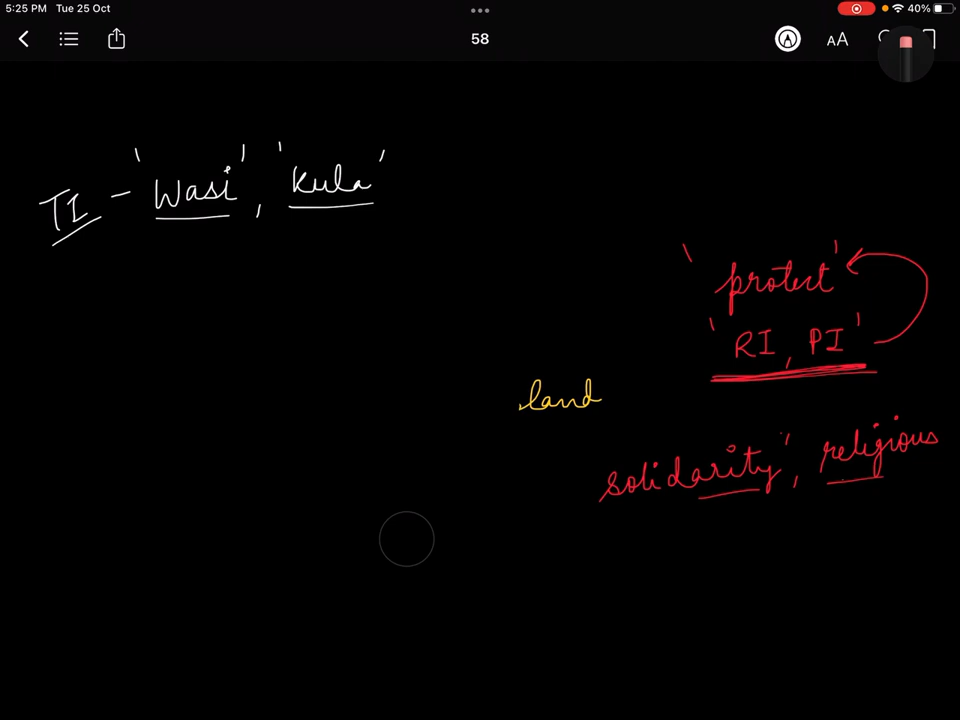 5:25 PM Tue 25 Oct
40%
58
AA
TI - 'Wasi', 'Kula'
'protect'
'RI, PI'
land
solidarity', religious